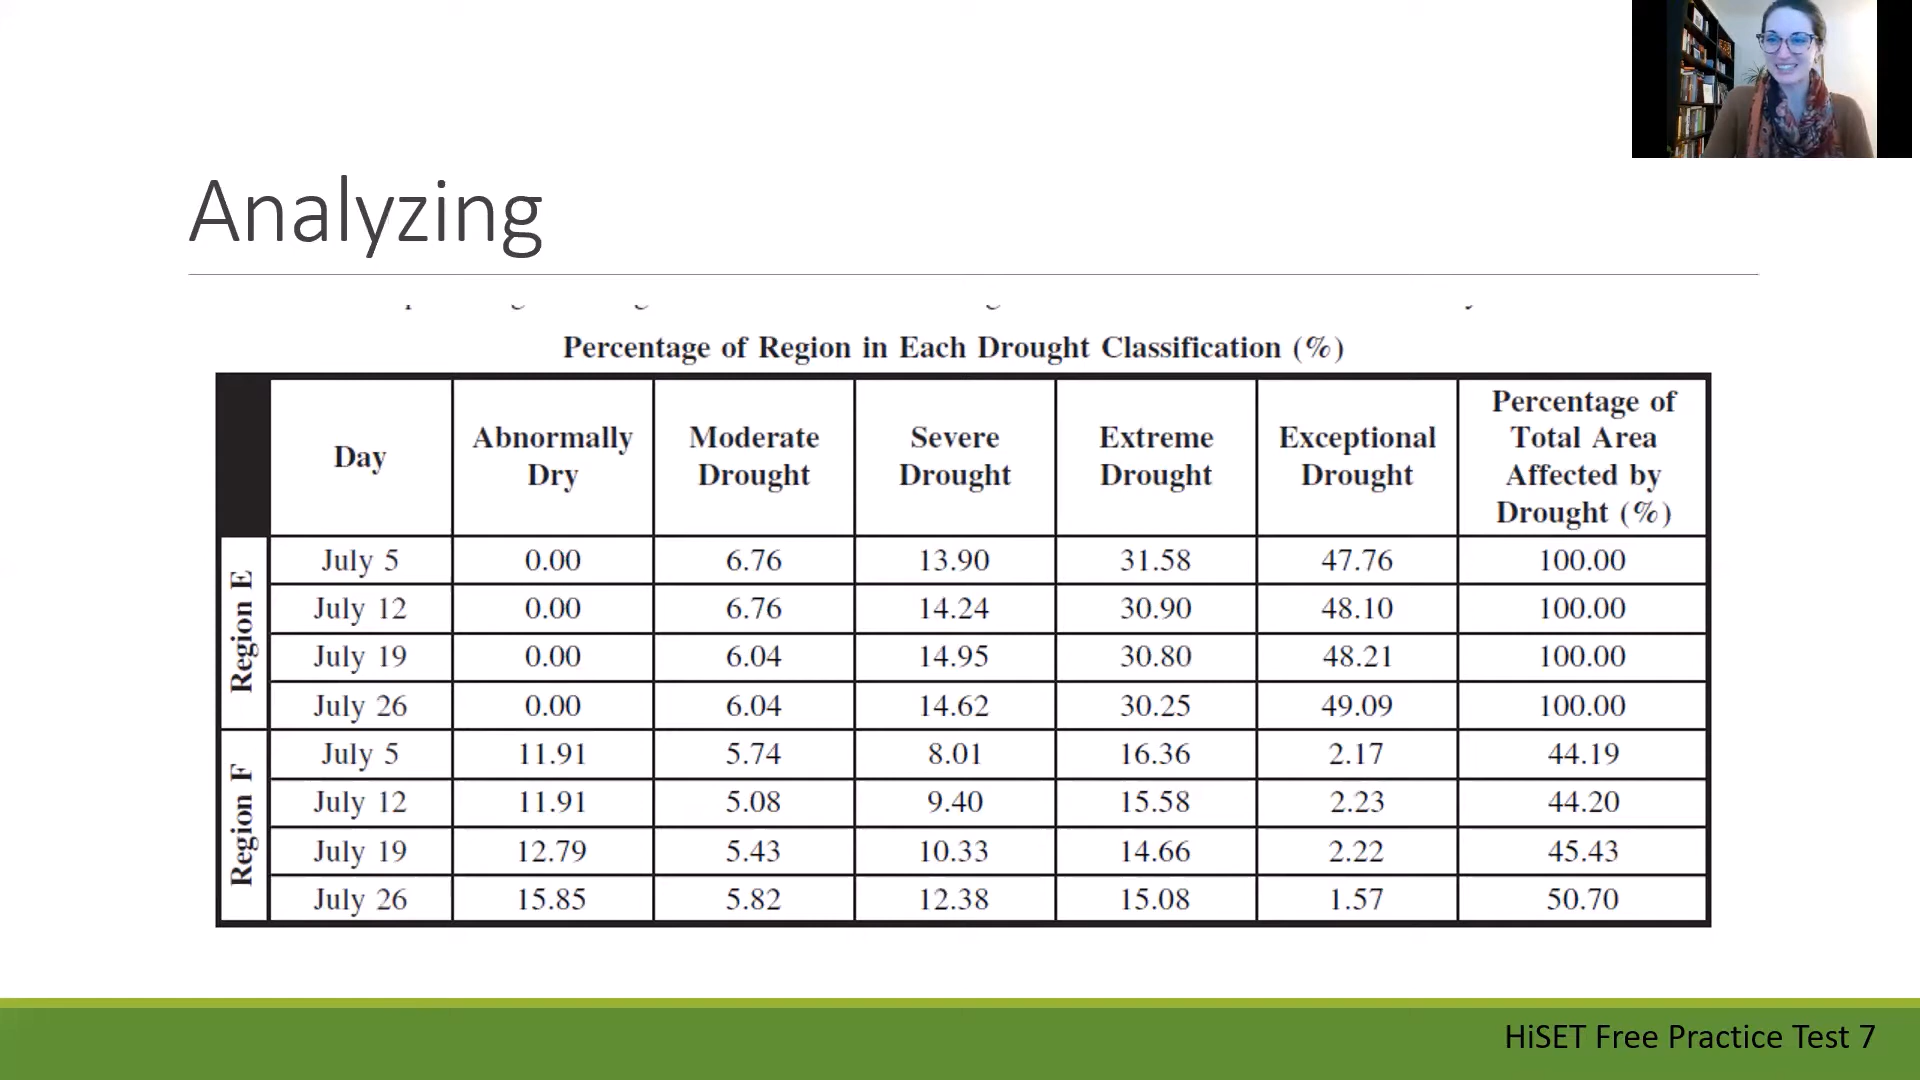 Analyzing
Percentage of Region in Each Drought Classification (%)
Day Abnormally Dry Moderate Drought Severe Drought Extreme Drought Exceptional Drought Percentage of Total Area Affected by Drought (%)
Region E
July 5 0.00 6.76 13.90 31.58 47.76 100.00
July 12 0.00 6.76 14.24 30.90 48.10 100.00
July 19 0.00 6.04 14.95 30.80 48.21 100.00
July 26 0.00 6.04 14.62 30.25 49.09 100.00
Region F
July 5 11.91 5.74 8.01 16.36 2.17 44.19
July 12 11.91 5.08 9.40 15.58 2.23 44.20
July 19 12.79 5.43 10.33 14.66 2.22 45.43
July 26 15.85 5.82 12.38 15.08 1.57 50.70
HiSET Free Practice Test 7